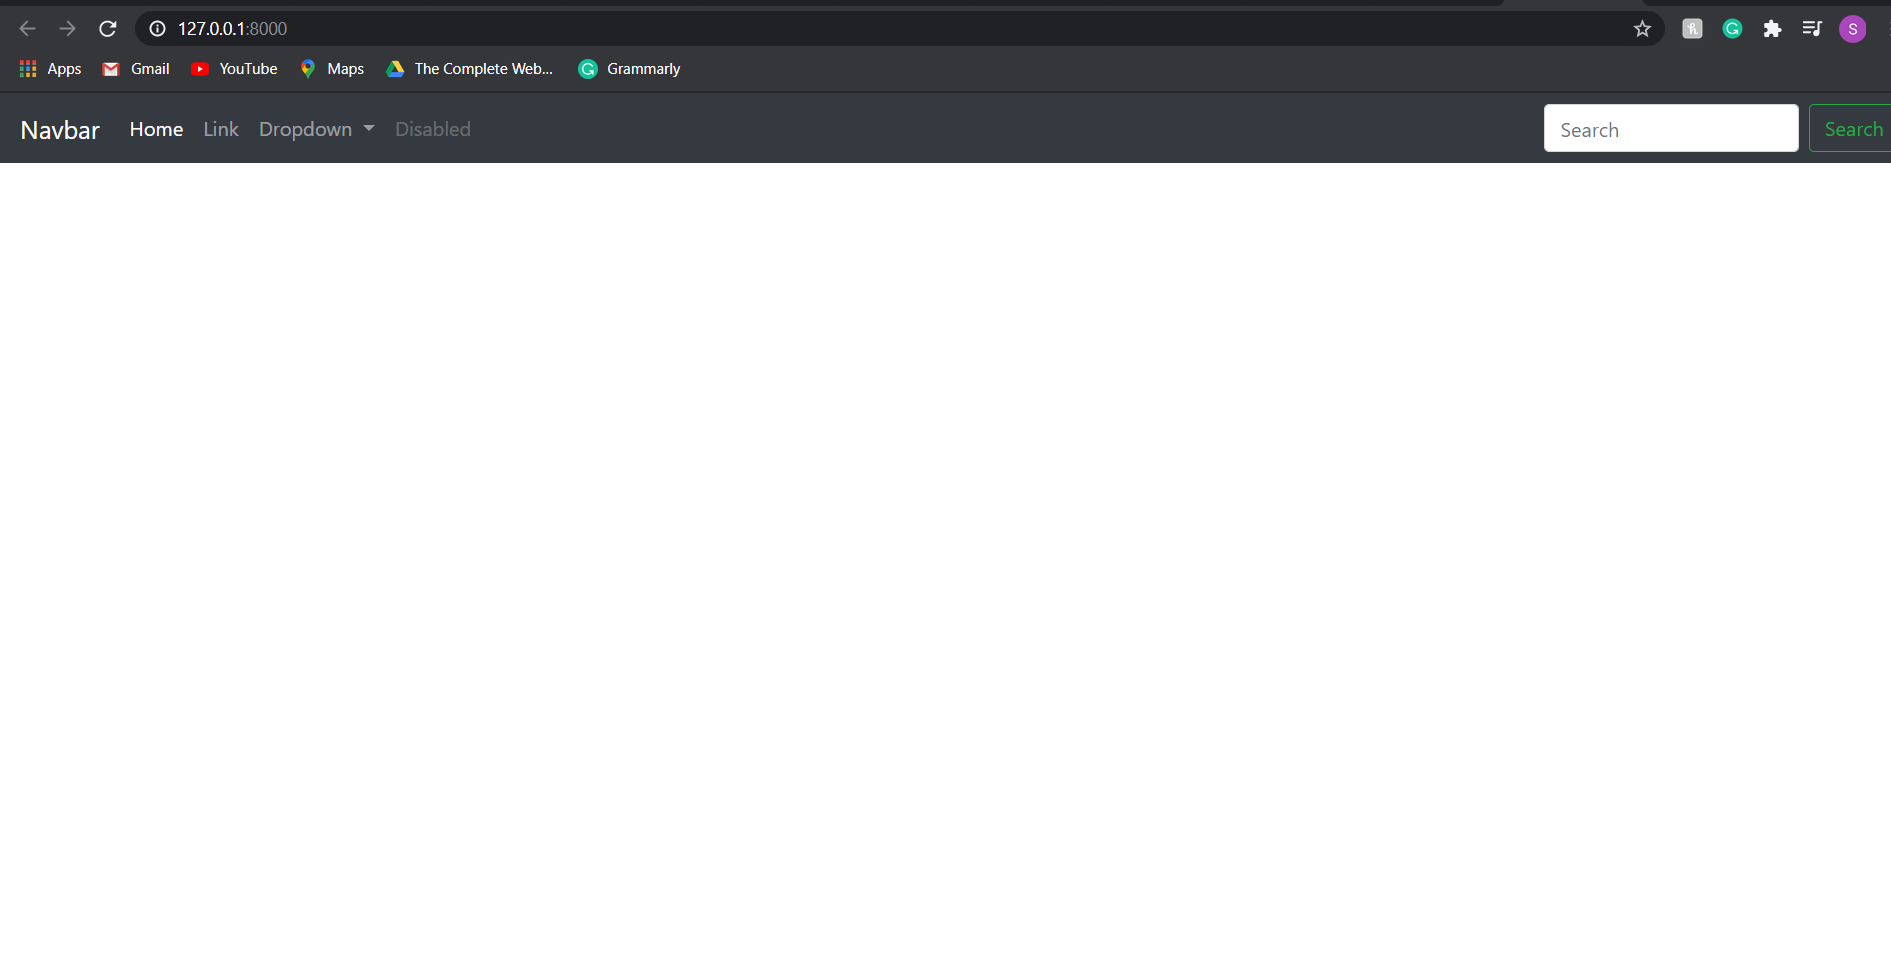 127.0.0.1:8000
S
Apps Gmail YouTube Maps The Complete Web... Grammarly
Navbar Home Link Dropdown Disabled Search Search